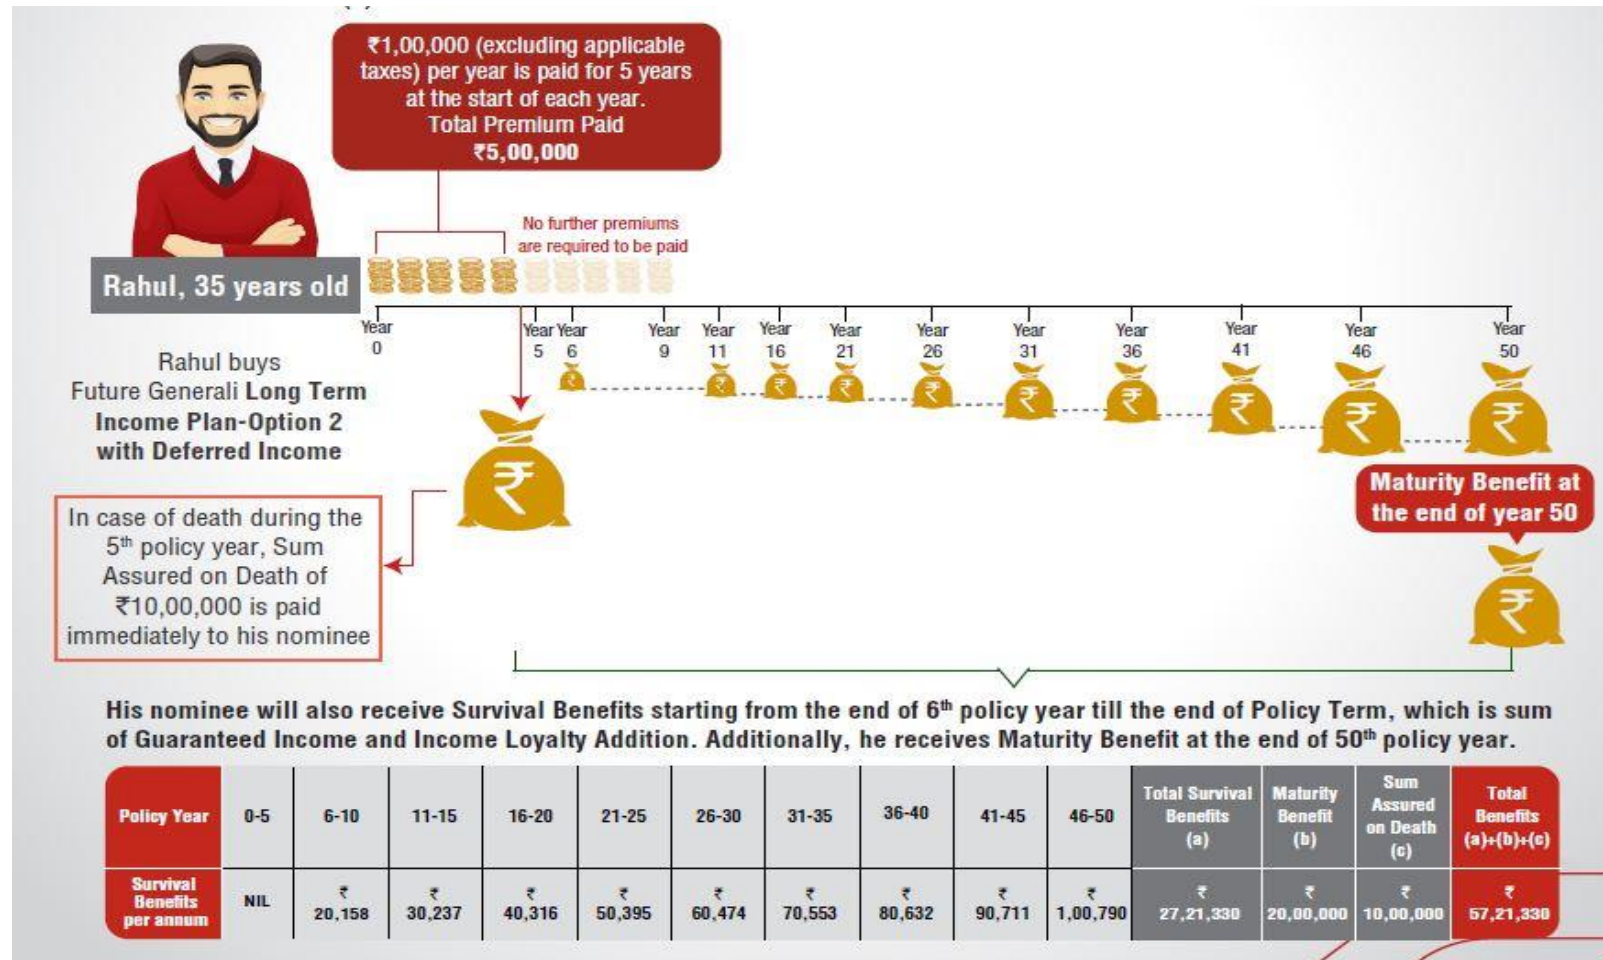 ₹1,00,000 (excluding applicable
taxes) per year is paid for 5 years
at the start of each year.
Total Premium Paid
₹5,00,000
No further premiums
are required to be paid
Rahul, 35 years old
Year 0
Year 5
Year 6
Year 9
Year 11
Year 16
Year 21
Year 26
Year 31
Year 36
Year 41
Year 46
Year 50
Rahul buys
Future Generali Long Term
Income Plan-Option 2
with Deferred Income
₹
₹
₹
₹
₹
₹
₹
₹
₹
₹
₹
Maturity Benefit at
the end of year 50
₹
In case of death during the
5th policy year, Sum
Assured on Death of
₹10,00,000 is paid
immediately to his nominee
His nominee will also receive Survival Benefits starting from the end of 6th policy year till the end of Policy Term, which is sum
of Guaranteed Income and Income Loyalty Addition. Additionally, he receives Maturity Benefit at the end of 50th policy year.
Policy Year 0-5 6-10 11-15 16-20 21-25 26-30 31-35 36-40 41-45 46-50 Total Survival Benefits (a) Maturity Benefit (b) Sum Assured on Death (c) Total Benefits (a)+(b)+(c)
Survival Benefits per annum NIL ₹ 20,158 ₹ 30,237 ₹ 40,316 ₹ 50,395 ₹ 60,474 ₹ 70,553 ₹ 80,632 ₹ 90,711 ₹ 1,00,790 ₹ 27,21,330 ₹ 20,00,000 ₹ 10,00,000 ₹ 57,21,330